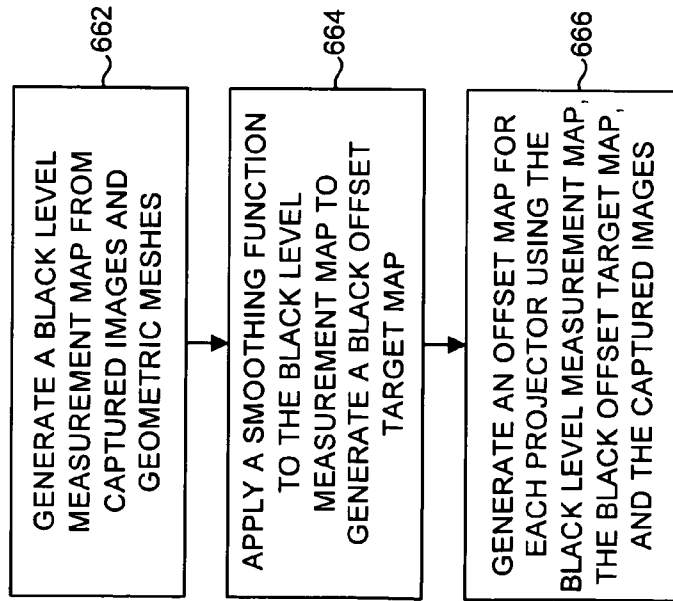 GENERATE A BLACK LEVEL
MEASUREMENT MAP FROM
CAPTURED IMAGES AND
GEOMETRIC MESHES
662
APPLY A SMOOTHING FUNCTION
TO THE BLACK LEVEL
MEASUREMENT MAP TO
GENERATE A BLACK OFFSET
TARGET MAP
664
GENERATE AN OFFSET MAP FOR
EACH PROJECTOR USING THE
BLACK LEVEL MEASUREMENT MAP,
THE BLACK OFFSET TARGET MAP,
AND THE CAPTURED IMAGES
666